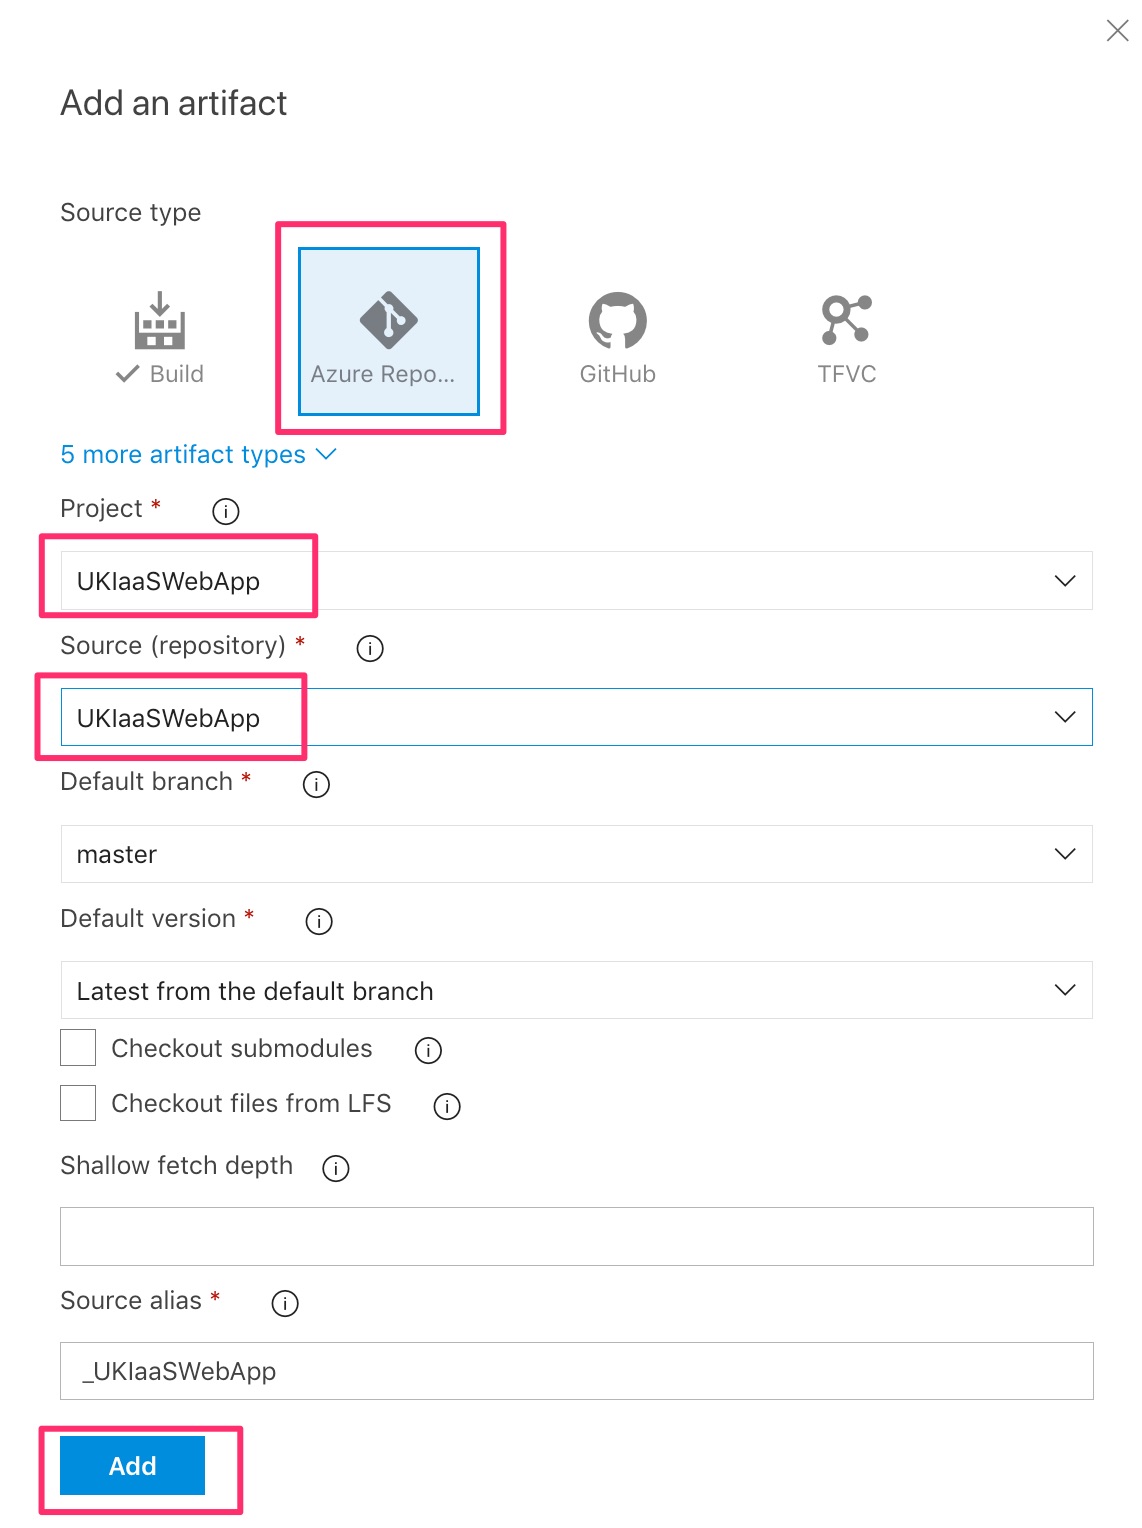 Add an artifact
Source type
Build
Azure Repo...
GitHub
TFVC
5 more artifact types
Project *
UKIaaSWebApp
Source (repository) *
UKIaaSWebApp
Default branch *
master
Default version *
Latest from the default branch
Checkout submodules
Checkout files from LFS
Shallow fetch depth
Source alias *
_UKIaaSWebApp
Add